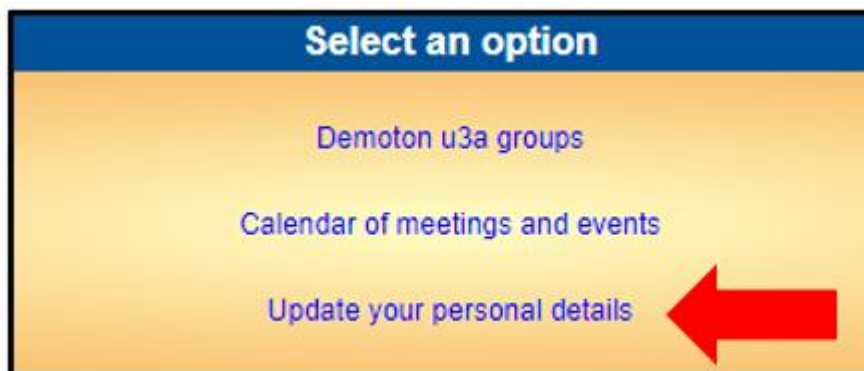 Select an option
Demoton u3a groups
Calendar of meetings and events
Update your personal details